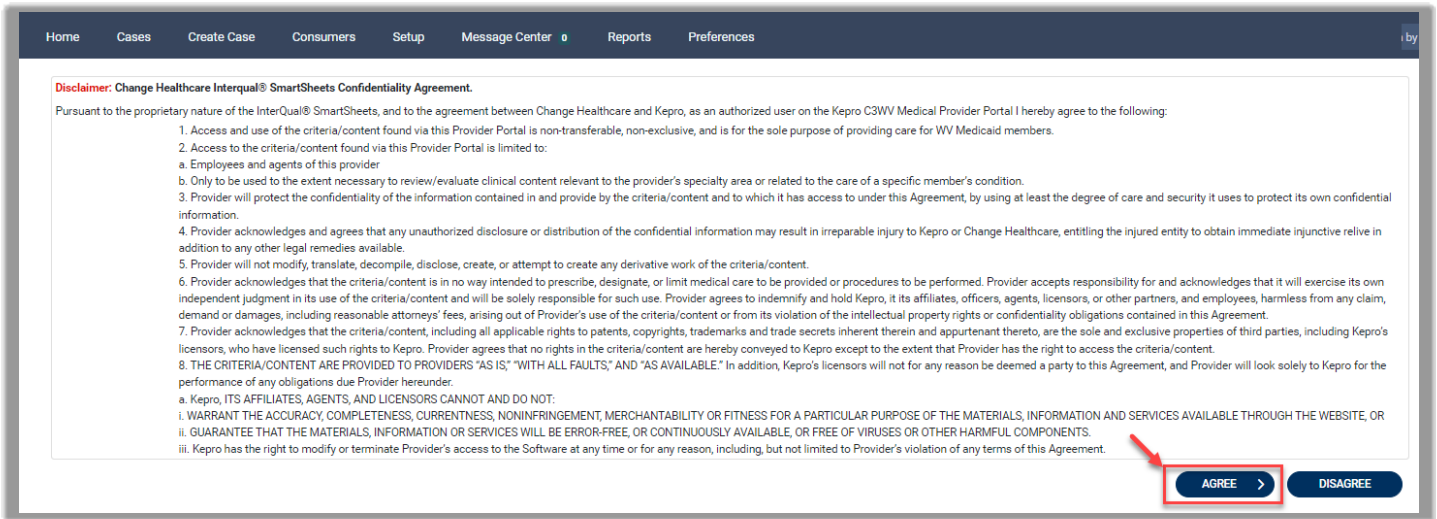 Home Cases Create Case Consumers Setup Message Center 0 Reports Preferences by
Disclaimer: Change Healthcare Interqual® SmartSheets Confidentiality Agreement.
Pursuant to the proprietary nature of the InterQual® SmartSheets, and to the agreement between Change Healthcare and Kepro, as an authorized user on the Kepro C3WV Medical Provider Portal I hereby agree to the following:
1. Access and use of the criteria/content found via this Provider Portal is non-transferable, non-exclusive, and is for the sole purpose of providing care for WV Medicaid members.
2. Access to the criteria/content found via this Provider Portal is limited to:
a. Employees and agents of this provider
b. Only to be used to the extent necessary to review/evaluate clinical content relevant to the provider's specialty area or related to the care of a specific member's condition.
3. Provider will protect the confidentiality of the information contained in and provide by the criteria/content and to which it has access to under this Agreement, by using at least the degree of care and security it uses to protect its own confidential
information.
4. Provider acknowledges and agrees that any unauthorized disclosure or distribution of the confidential information may result in irreparable injury to Kepro or Change Healthcare, entitling the injured entity to obtain immediate injunctive relive in
addition to any other legal remedies available.
5. Provider will not modify, translate, decompile, disclose, create, or attempt to create any derivative work of the criteria/content.
6. Provider acknowledges that the criteria/content is in no way intended to prescribe, designate, or limit medical care to be provided or procedures to be performed. Provider accepts responsibility for and acknowledges that it will exercise its own
independent judgment in its use of the criteria/content and will be solely responsible for such use. Provider agrees to indemnify and hold Kepro, it its affiliates, officers, agents, licensors, or other partners, and employees, harmless from any claim,
demand or damages, including reasonable attorneys' fees, arising out of Provider's use of the criteria/content or from its violation of the intellectual property rights or confidentiality obligations contained in this Agreement.
7. Provider acknowledges that the criteria/content, including all applicable rights to patents, copyrights, trademarks and trade secrets inherent therein and appurtenant thereto, are the sole and exclusive properties of third parties, including Kepro's
licensors, who have licensed such rights to Kepro. Provider agrees that no rights in the criteria/content are hereby conveyed to Kepro except to the extent that Provider has the right to access the criteria/content.
8. THE CRITERIA/CONTENT ARE PROVIDED TO PROVIDERS "AS IS," "WITH ALL FAULTS," AND "AS AVAILABLE." In addition, Kepro's licensors will not for any reason be deemed a party to this Agreement, and Provider will look solely to Kepro for the
performance of any obligations due Provider hereunder.
a. Kepro, ITS AFFILIATES, AGENTS, AND LICENSORS CANNOT AND DO NOT:
i. WARRANT THE ACCURACY, COMPLETENESS, CURRENTNESS, NONINFRINGEMENT, MERCHANTABILITY OR FITNESS FOR A PARTICULAR PURPOSE OF THE MATERIALS, INFORMATION AND SERVICES AVAILABLE THROUGH THE WEBSITE, OR
ii. GUARANTEE THAT THE MATERIALS, INFORMATION OR SERVICES WILL BE ERROR-FREE, OR CONTINUOUSLY AVAILABLE, OR FREE OF VIRUSES OR OTHER HARMFUL COMPONENTS.
iii. Kepro has the right to modify or terminate Provider's access to the Software at any time or for any reason, including, but not limited to Provider's violation of any terms of this Agreement.
AGREE DISAGREE